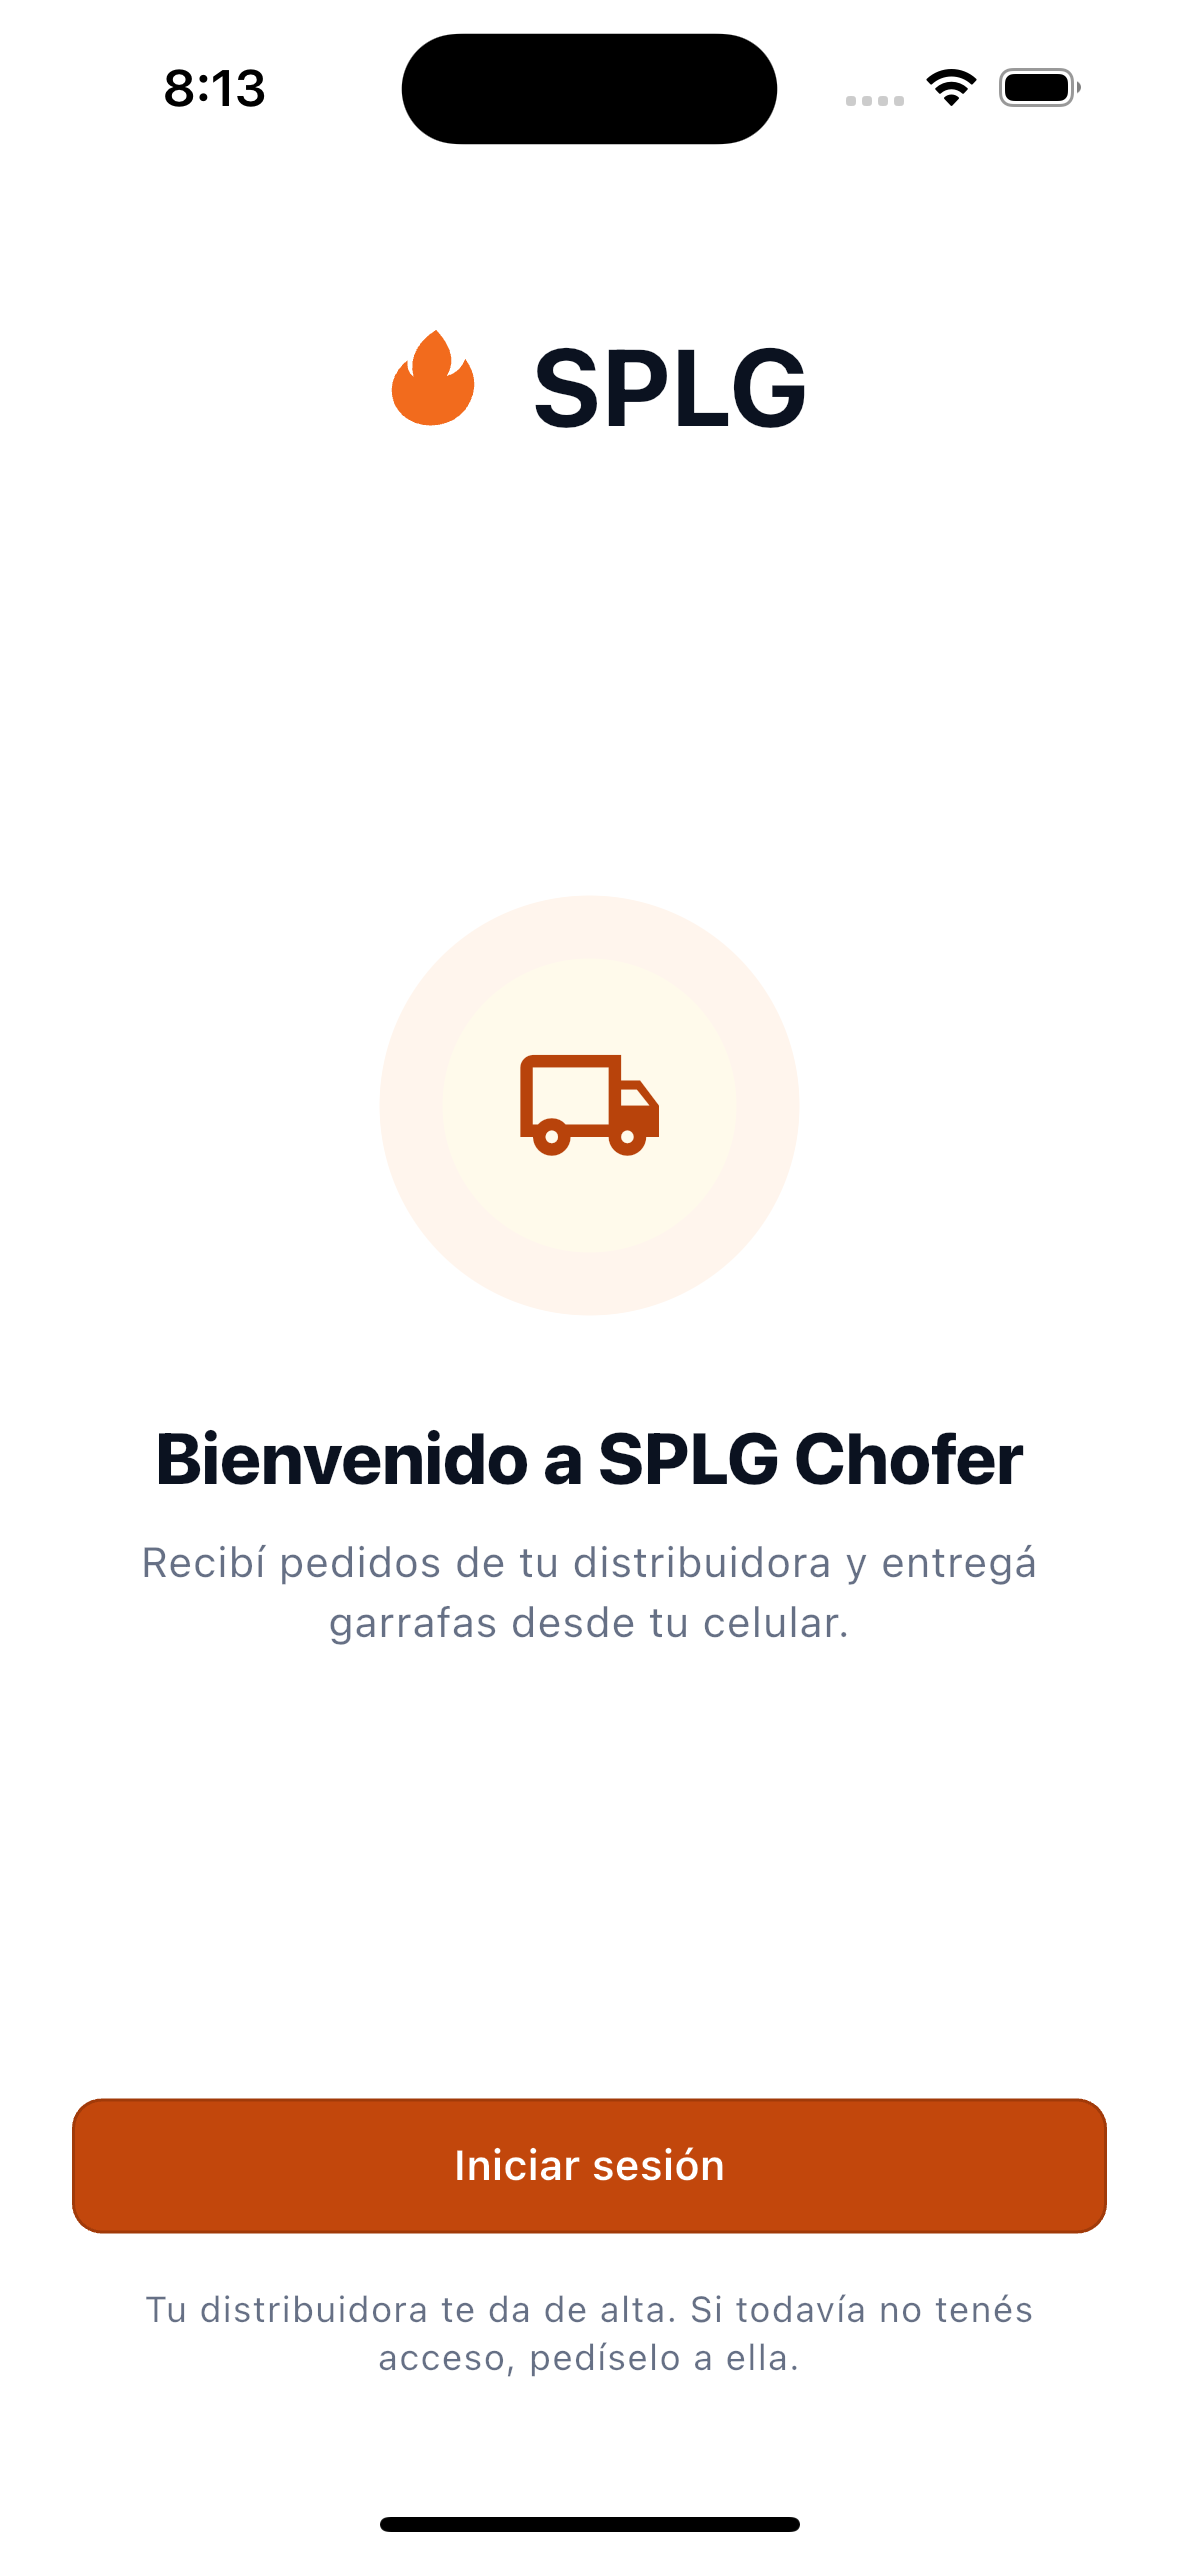 8:13
SPLG
Bienvenido a SPLG Chofer
Recibí pedidos de tu distribuidora y entregá
garrafas desde tu celular.
Iniciar sesión
Tu distribuidora te da de alta. Si todavía no tenés
acceso, pedíselo a ella.